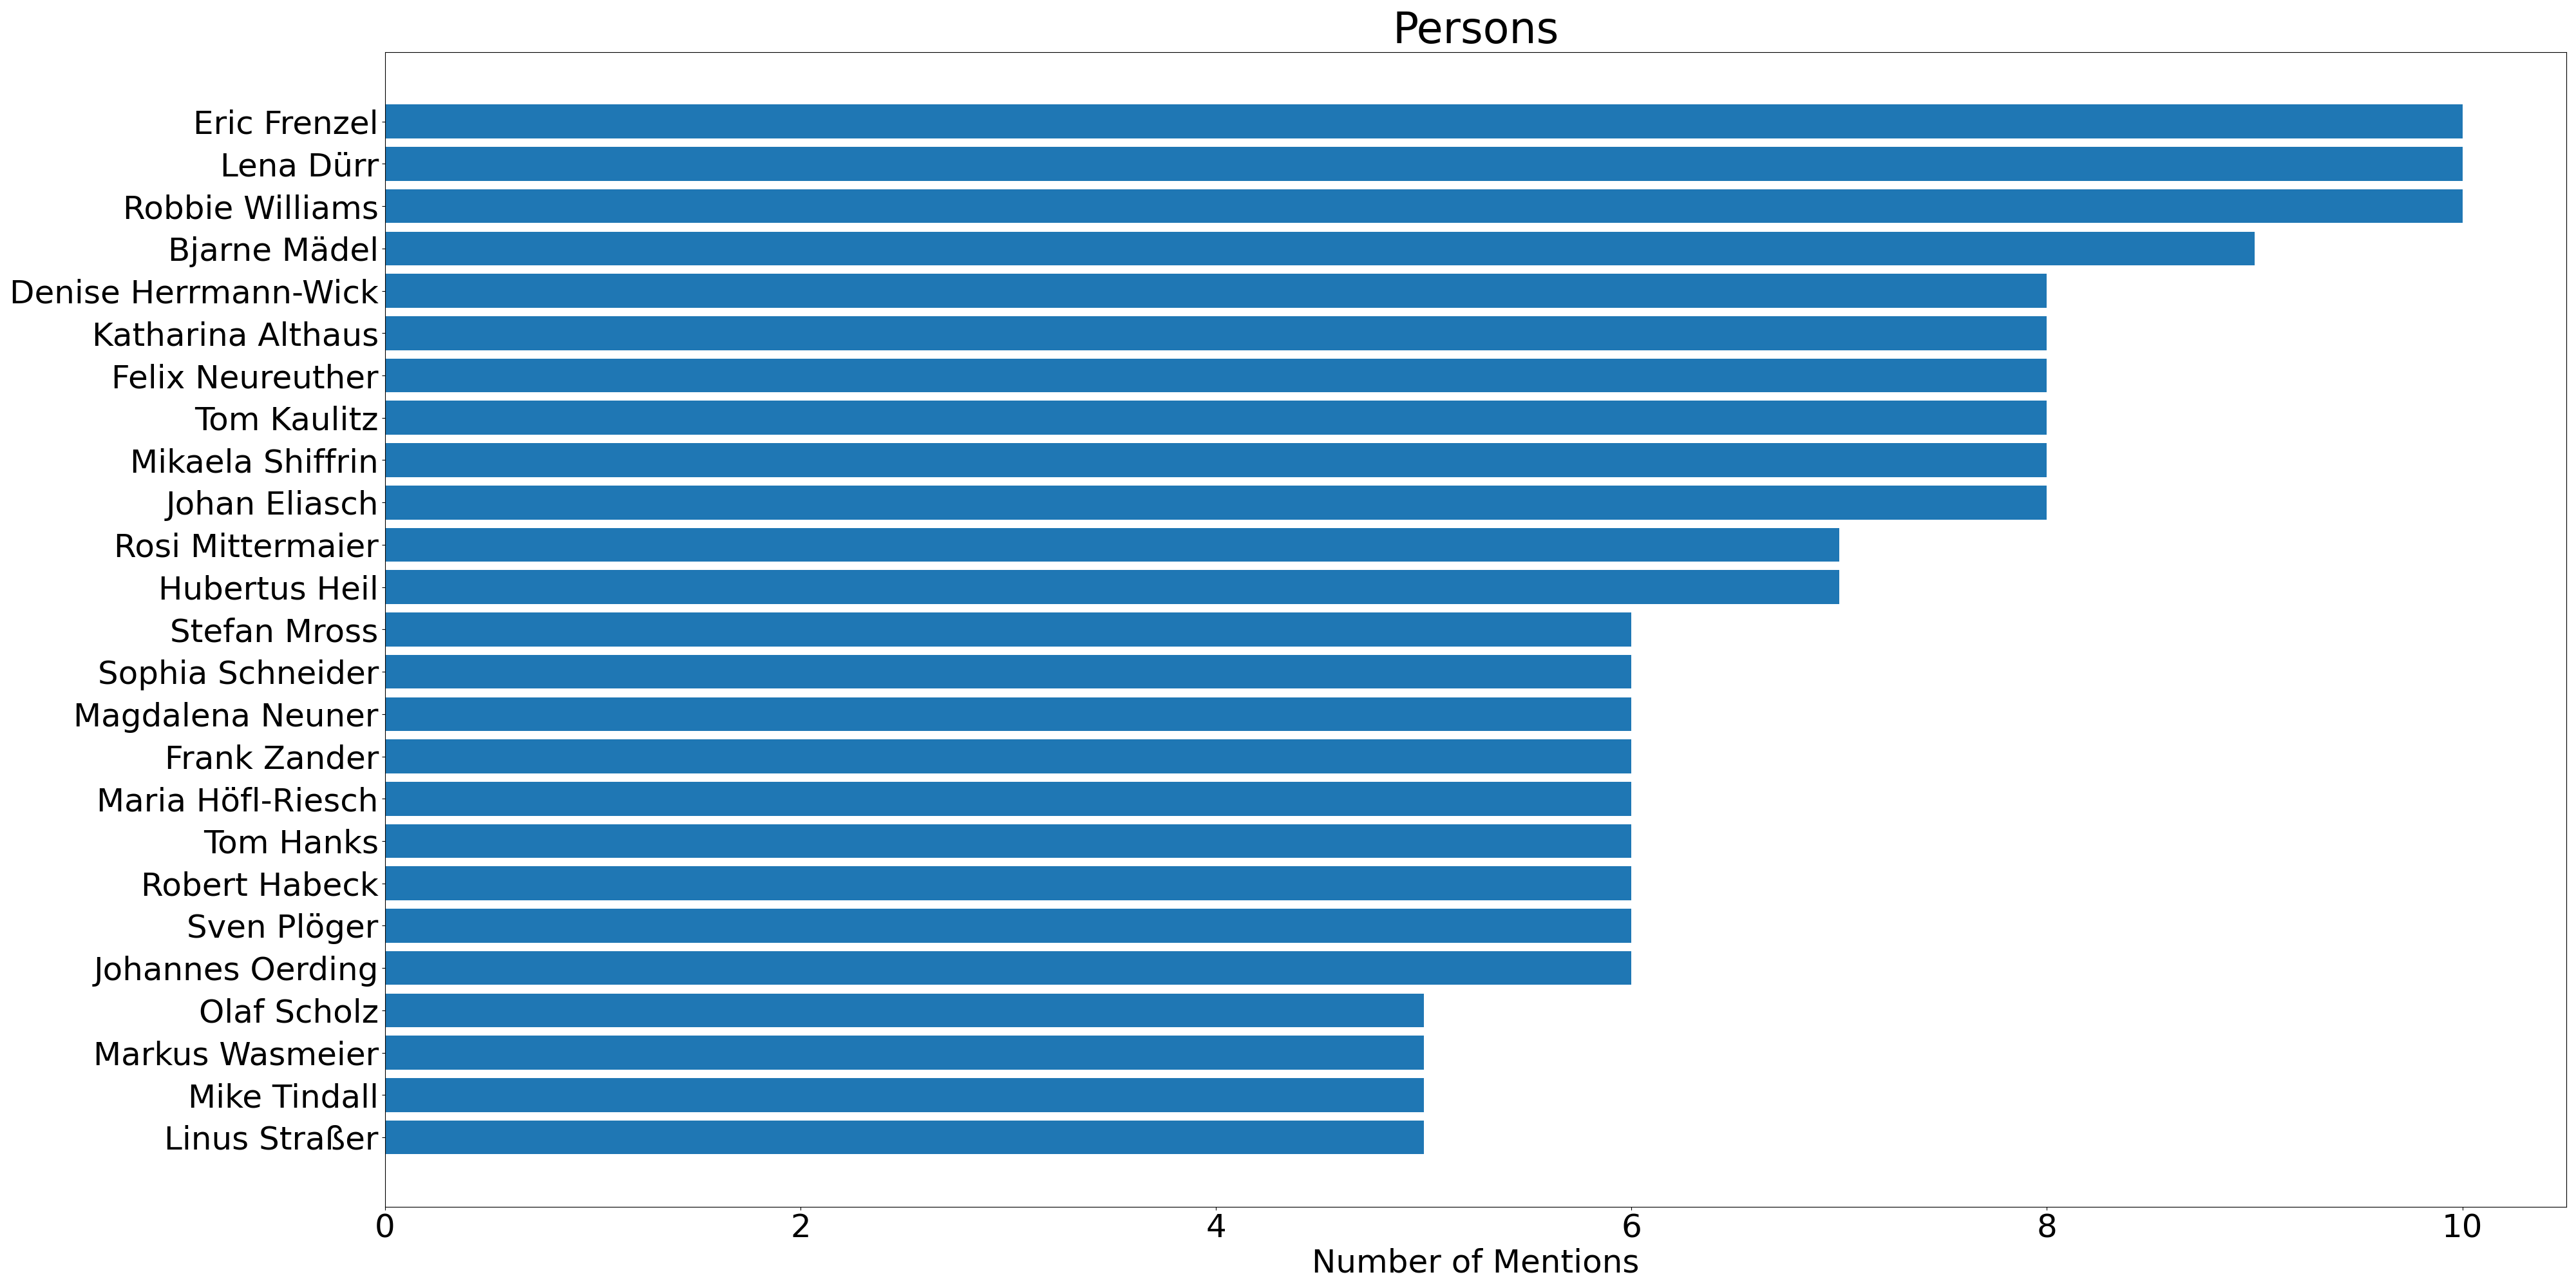 Persons
Eric Frenzel
Lena Dürr
Robbie Williams
Bjarne Mädel
Denise Herrmann-Wick
Katharina Althaus
Felix Neureuther
Tom Kaulitz
Mikaela Shiffrin
Johan Eliasch
Rosi Mittermaier
Hubertus Heil
Stefan Mross
Sophia Schneider
Magdalena Neuner
Frank Zander
Maria Höfl-Riesch
Tom Hanks
Robert Habeck
Sven Plöger
Johannes Oerding
Olaf Scholz
Markus Wasmeier
Mike Tindall
Linus Straßer
0 2 4 6 8 10
Number of Mentions